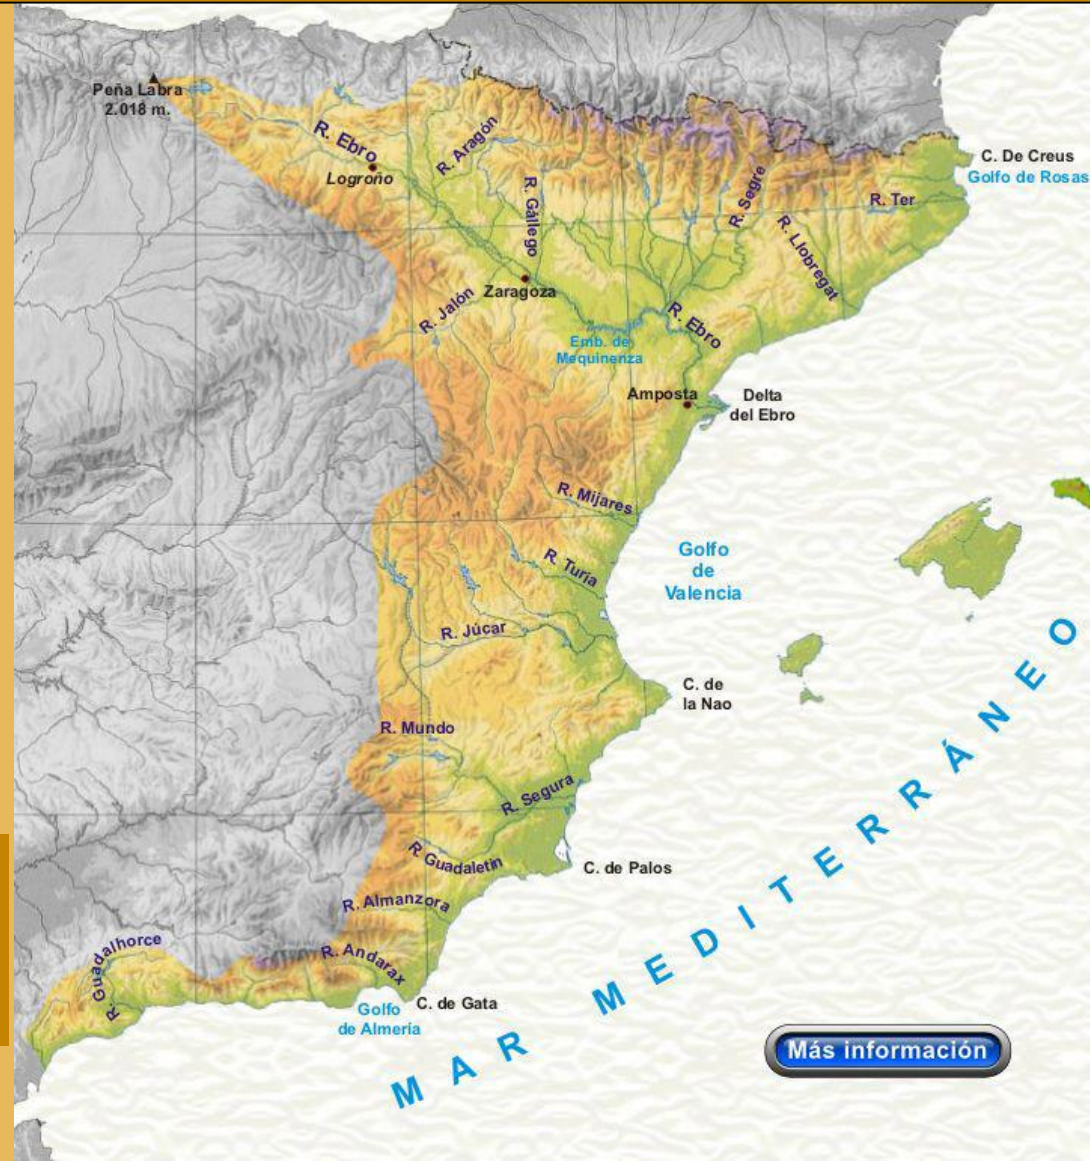 Peña Labra
2.018 m.
R. Ebro
Logroño
R. Aragón
R. Gállego
R. Segre
R. Ter
R. Llobregat
C. De Creus
Golfo de Rosas
Zaragoza
R. Jalón
R. Ebro
Emb. de
Mequinenza
Amposta
Delta
del Ebro
R. Mijares
R. Turia
Golfo
de
Valencia
R. Júcar
C. de
la Nao
R. Mundo
R. Segura
R. Guadaletin
C. de Palos
R. Almanzora
R. Andarax
R. Guadalhorce
C. de Gata
Golfo
de Almería
MAR MEDITERRÁNEO
Más información